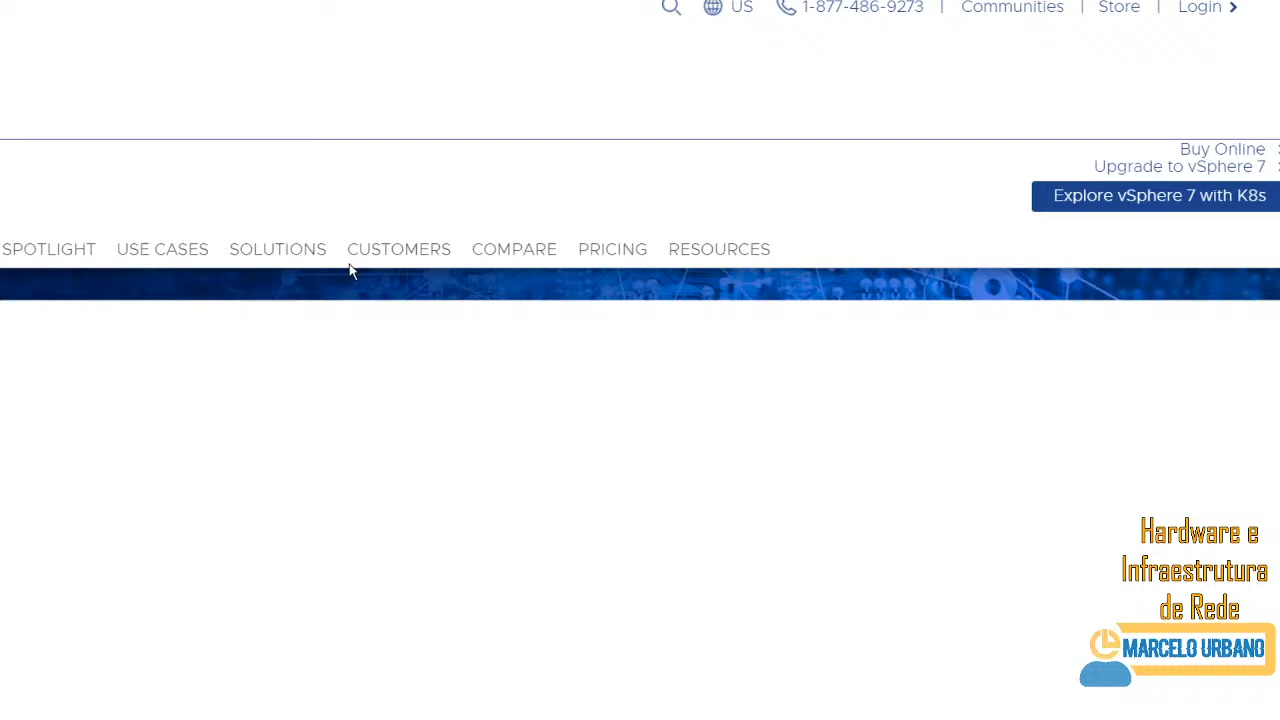 US 1-877-486-9273 | Communities | Store | Login
Buy Online
Upgrade to vSphere 7
Explore vSphere 7 with K8s
SPOTLIGHT USE CASES SOLUTIONS CUSTOMERS COMPARE PRICING RESOURCES
Hardware e
Infraestrutura
de Rede
MARCELO URBANO